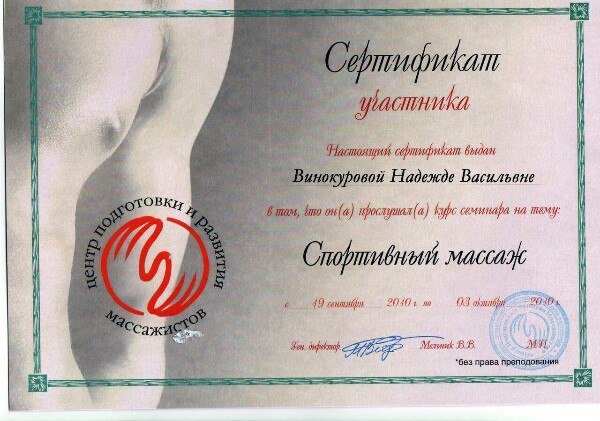 Сертификат
участника
Настоящий сертификат выдан
Винокуровой Надежде Васильвне
в том, что он(а) прослушал(а) курс семинара на тему:
Спортивный массаж
с 19 сентября 2010 г. по 03 октября 2010 г.
Ген. директор Мельник В.В. М.П.
*без права преподования
центр подготовки и развития
массажистов